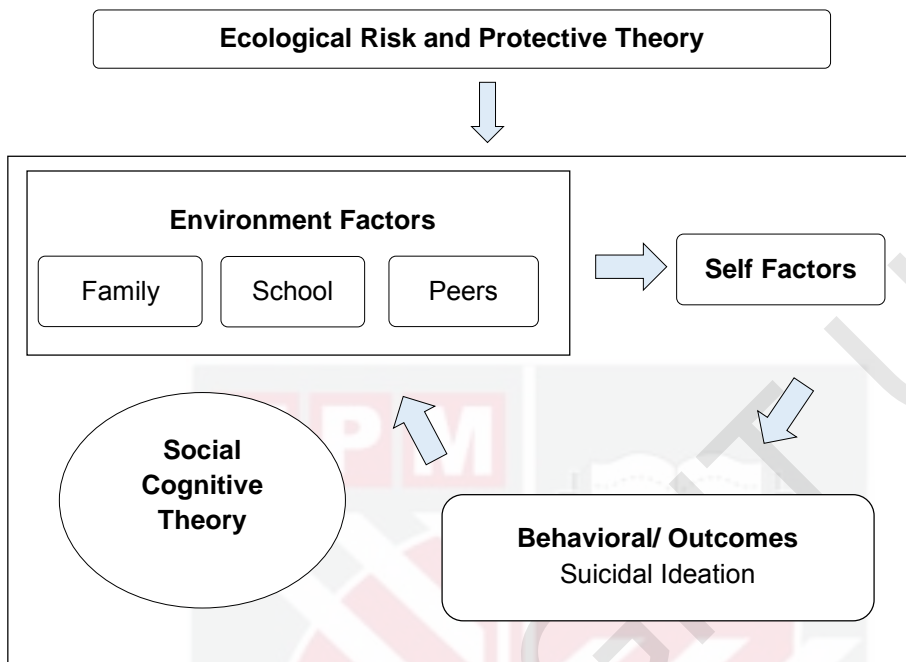 Ecological Risk and Protective Theory
Environment Factors
Family
School
Peers
Self Factors
Social
Cognitive
Theory
Behavioral/ Outcomes
Suicidal Ideation
PM